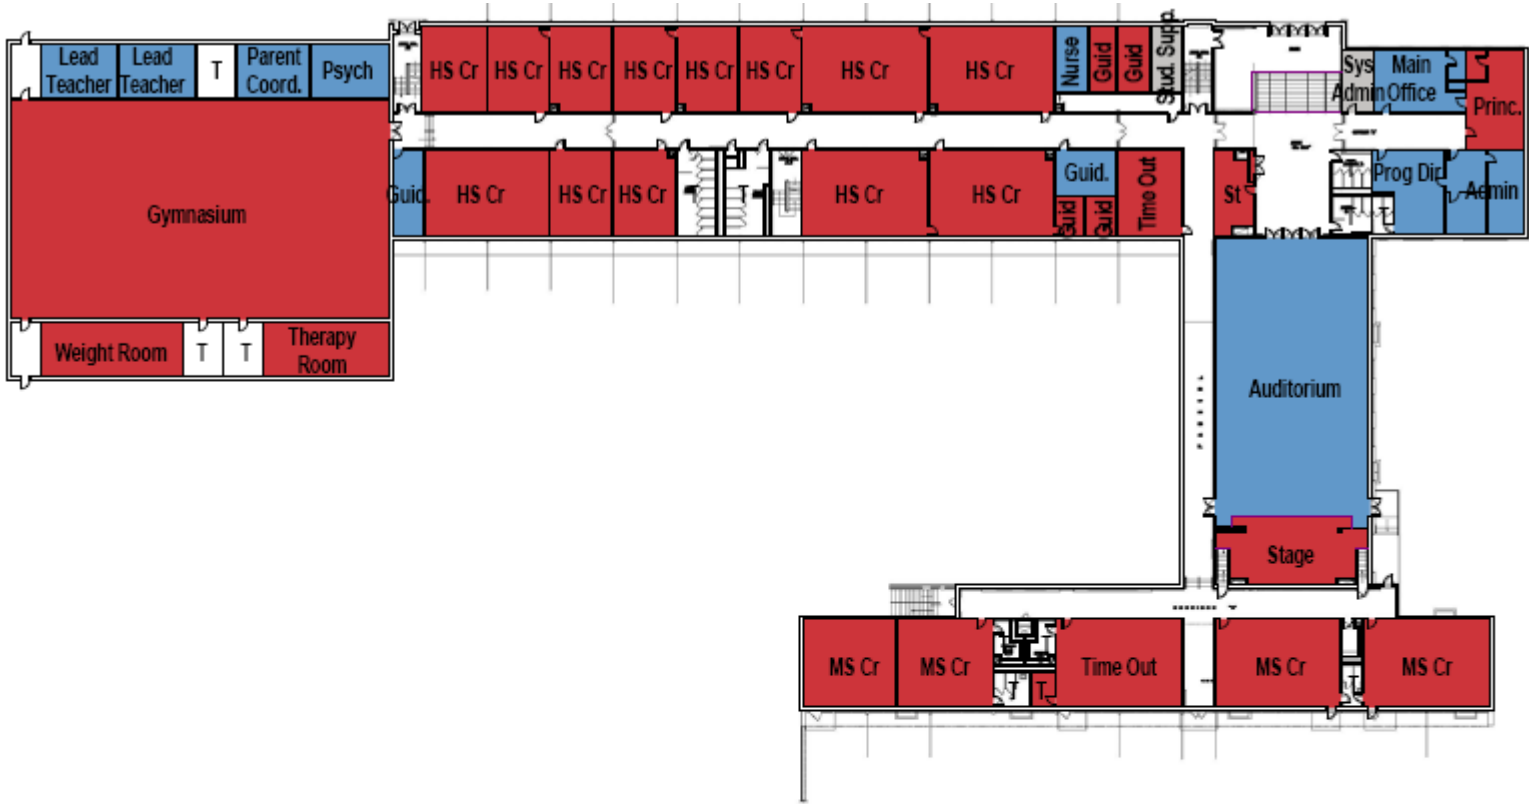 Lead Teacher
Lead Teacher
T
Parent Coord.
Psych
HS Cr
HS Cr
HS Cr
HS Cr
HS Cr
HS Cr
HS Cr
HS Cr
Nurse
Guid
Guid
Stud. Supp.
Sys Admin
Main Office
Princ.
Gymnasium
Guid.
HS Cr
HS Cr
HS Cr
T
HS Cr
HS Cr
Guid.
Guid
Guid
Time Out
St
T
T
Prog Dir
Aemin
Weight Room
T
T
Therapy Room
Auditorium
Stage
MS Cr
MS Cr
T
T
Time Out
MS Cr
T
MS Cr